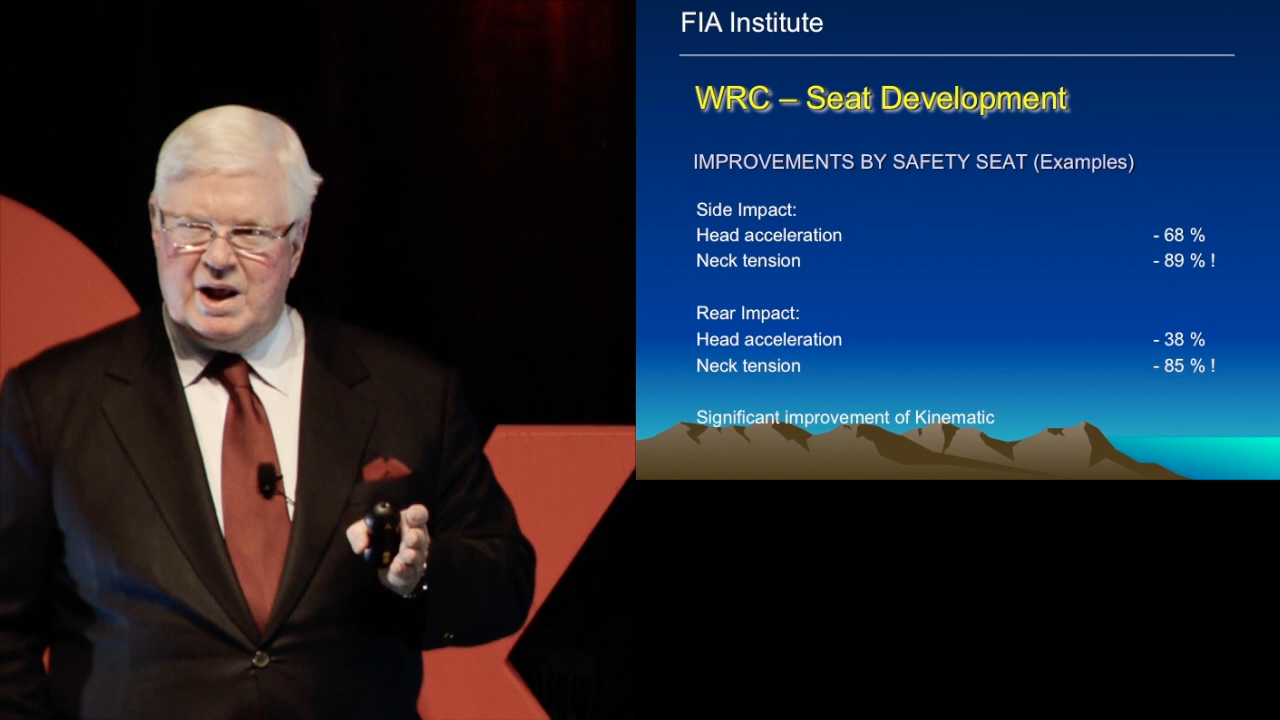 FIA Institute
WRC – Seat Development
IMPROVEMENTS BY SAFETY SEAT (Examples)
Side Impact:
Head acceleration - 68 %
Neck tension - 89 % !
Rear Impact:
Head acceleration - 38 %
Neck tension - 85 % !
Significant improvement of Kinematic